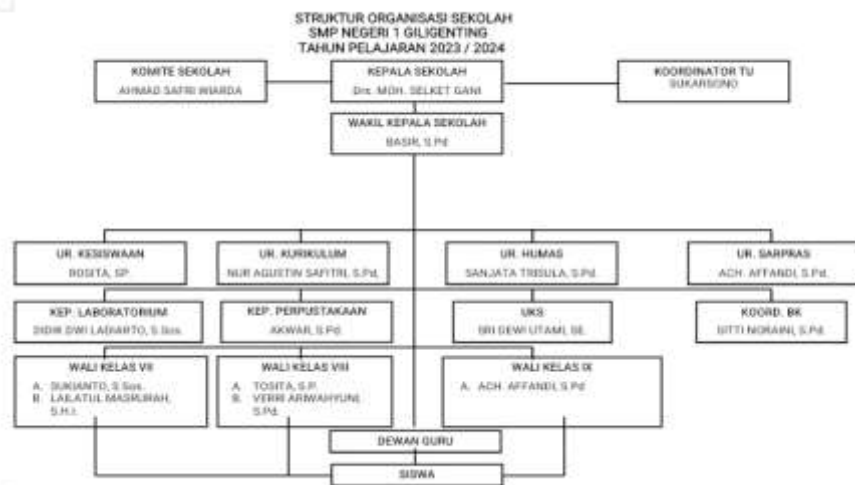 STRUKTUR ORGANISASI SEKOLAH
SMP NEGERI 1 GILIGENTING
TAHUN PELAJARAN 2023 / 2024
KOMITE SEKOLAH
AHMAD SAFRI WIARDA
KEPALA SEKOLAH
Drs. MOH. SELKET GANI
KOORDINATOR TU
SUKARSONO
WAKIL KEPALA SEKOLAH
BASIR, S.Pd
UR. KESISWAAN
ROSITA, SP
UR. KURIKULUM
NUR AGUSTIN SAFITRI, S.Pd,
UR. HUMAS
SANJATA TRISULA, S.Pd.
UR. SARPRAS
ACH. AFFANDI, S.Pd.
KEP. LABORATORIUM
DIDIK DWI LADIARTO, S.Sos.
KEP. PERPUSTAKAAN
AKWAR, S.Pd.
UKS
SRI DEWI UTAMI, SE.
KOORD. BK
SITTI NORAINI, S.Pd.
WALI KELAS VII
A. SUKIANTO, S.Sos.
B. LAILATUL MASRURAH,
S.H.I.
WALI KELAS VIII
A. TOSITA, S.P.
B. VERRI ARIWAHYUNI,
S.Pd.
WALI KELAS IX
A. ACH. AFFANDI, S.Pd
DEWAN GURU
SISWA